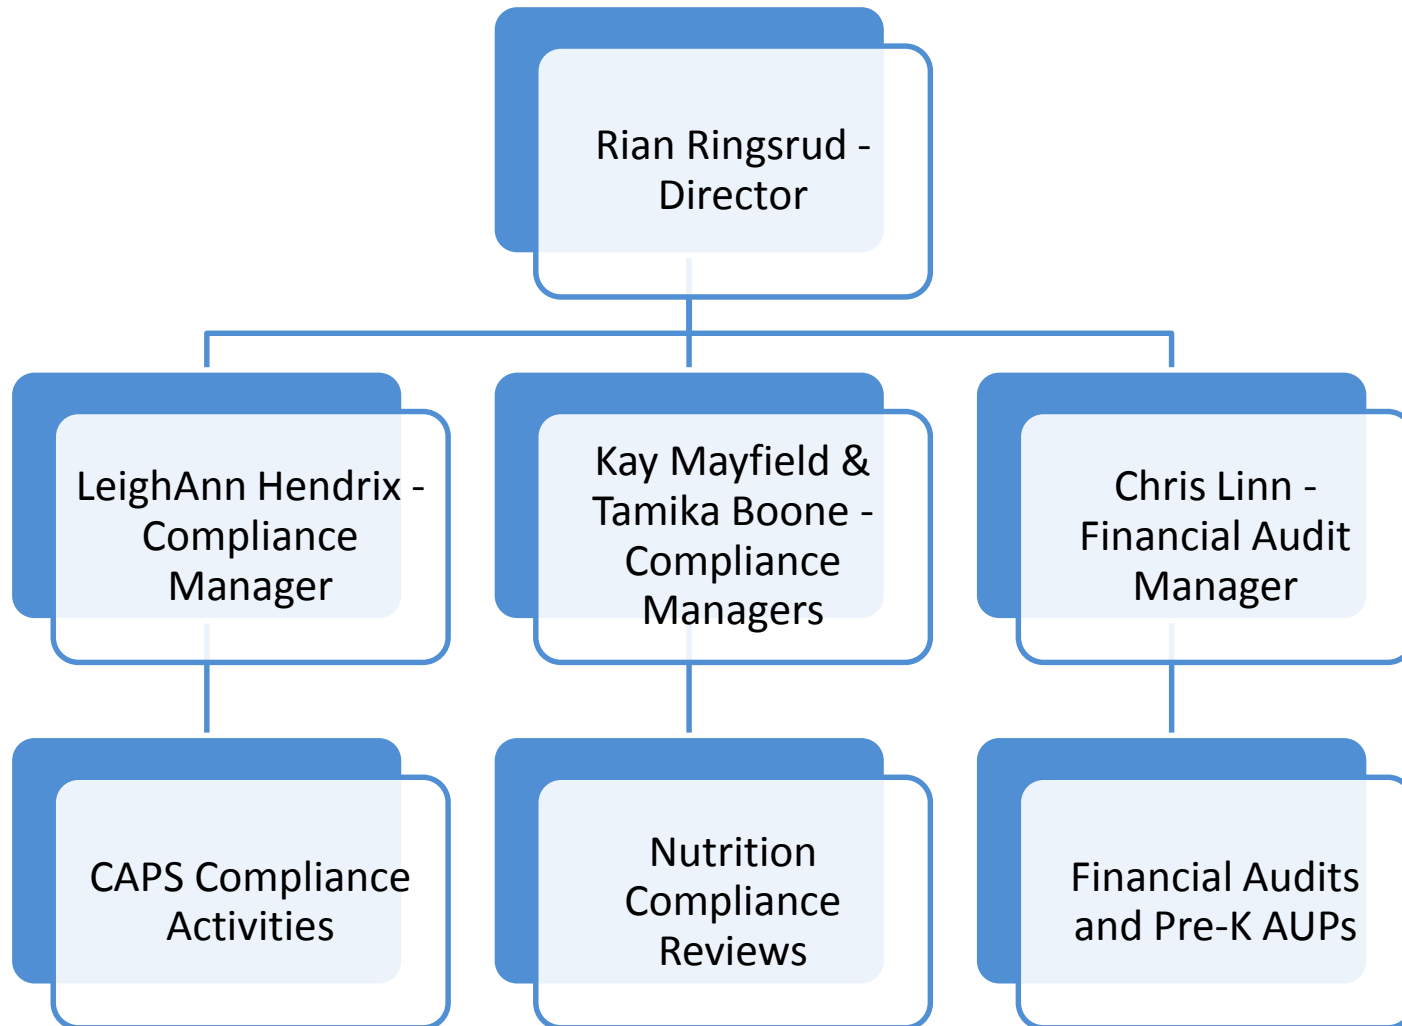 Rian Ringsrud -
Director
LeighAnn Hendrix -
Compliance
Manager
Kay Mayfield &
Tamika Boone -
Compliance
Managers
Chris Linn -
Financial Audit
Manager
CAPS Compliance
Activities
Nutrition
Compliance
Reviews
Financial Audits
and Pre-K AUPs